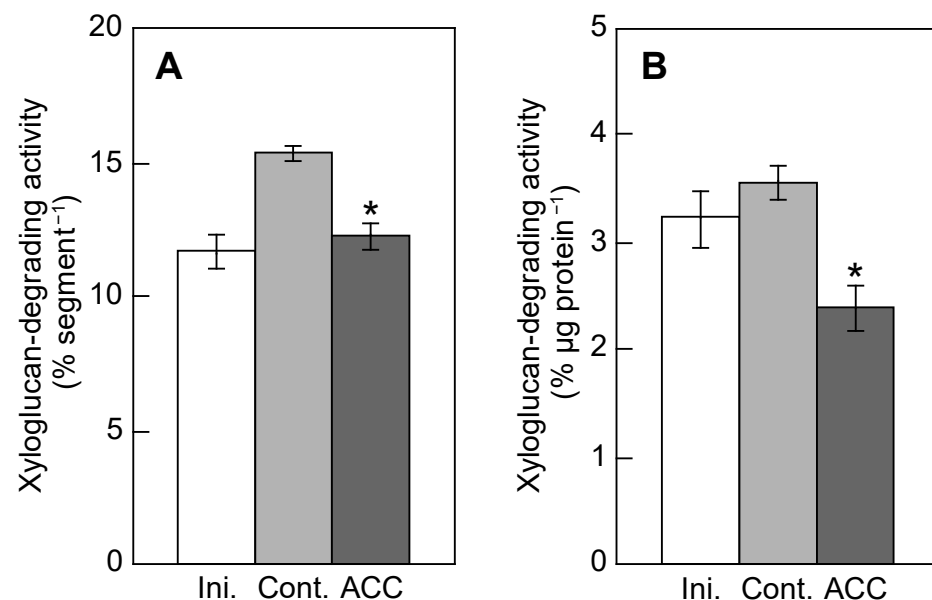 A
Xyloglucan-degrading activity
(% segment⁻¹)
20
15
10
5
0
*
Ini. Cont. ACC
B
Xyloglucan-degrading activity
(% µg protein⁻¹)
5
4
3
2
1
0
*
Ini. Cont. ACC